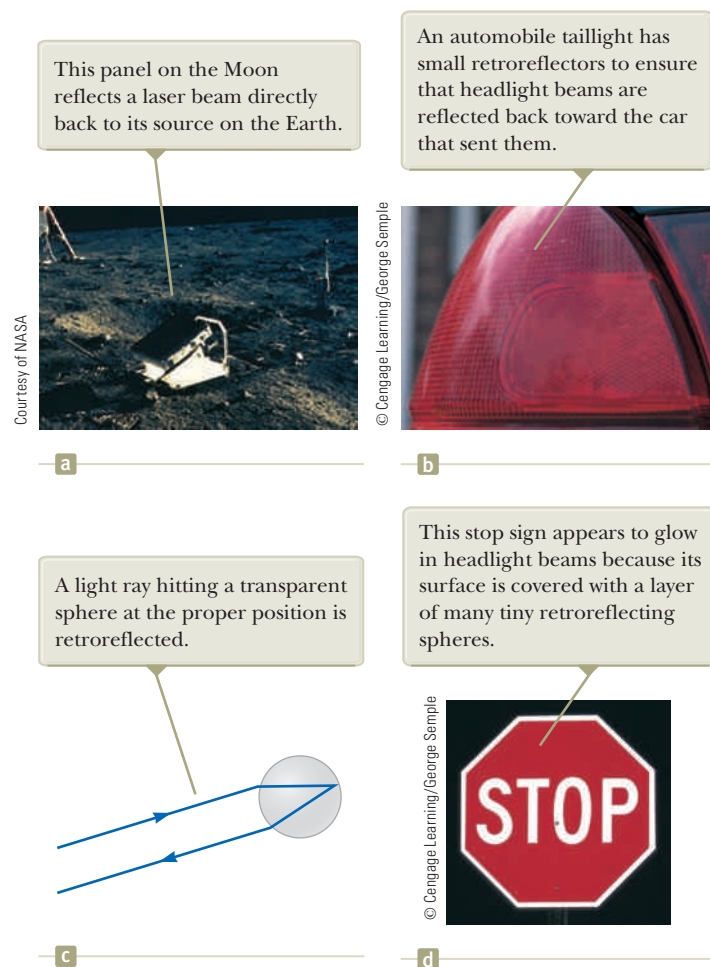 This panel on the Moon
reflects a laser beam directly
back to its source on the Earth.
Courtesy of NASA
a
An automobile taillight has
small retroreflectors to ensure
that headlight beams are
reflected back toward the car
that sent them.
© Cengage Learning/George Semple
b
A light ray hitting a transparent
sphere at the proper position is
retroreflected.
c
This stop sign appears to glow
in headlight beams because its
surface is covered with a layer
of many tiny retroreflecting
spheres.
© Cengage Learning/George Semple
STOP
d